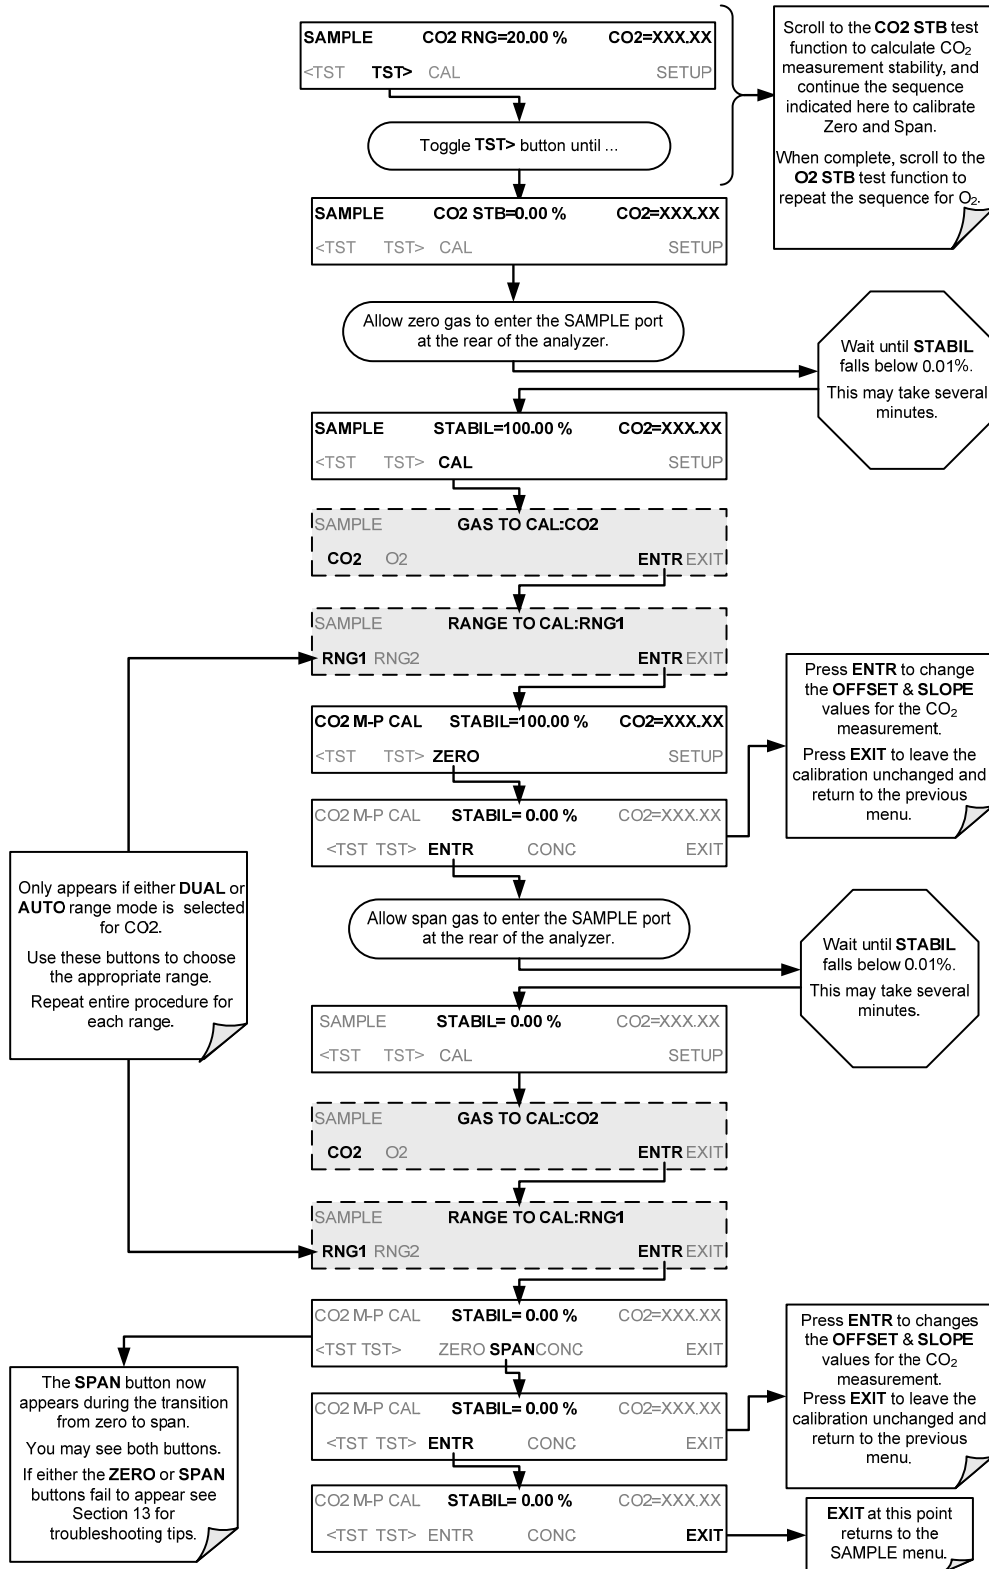 SAMPLE CO2 RNG=20.00 % CO2=XXX.XX
<TST TST> CAL SETUP
Scroll to the CO2 STB test
function to calculate CO₂
measurement stability, and
continue the sequence
indicated here to calibrate
Zero and Span.
When complete, scroll to the
O2 STB test function to
repeat the sequence for O₂.
Toggle TST> button until ...
SAMPLE CO2 STB=0.00 % CO2=XXX.XX
<TST TST> CAL SETUP
Allow zero gas to enter the SAMPLE port
at the rear of the analyzer.
Wait until STABIL
falls below 0.01%.
This may take several
minutes.
SAMPLE STABIL=100.00 % CO2=XXX.XX
<TST TST> CAL SETUP
SAMPLE GAS TO CAL:CO2
CO2 O2 ENTR EXIT
SAMPLE RANGE TO CAL:RNG1
RNG1 RNG2 ENTR EXIT
CO2 M-P CAL STABIL=100.00 % CO2=XXX.XX
<TST TST> ZERO SETUP
Press ENTR to change
the OFFSET & SLOPE
values for the CO₂
measurement.
Press EXIT to leave the
calibration unchanged and
return to the previous
menu.
CO2 M-P CAL STABIL= 0.00 % CO2=XXX.XX
<TST TST> ENTR CONC EXIT
Only appears if either DUAL or
AUTO range mode is selected
for CO2.
Use these buttons to choose
the appropriate range.
Repeat entire procedure for
each range.
Allow span gas to enter the SAMPLE port
at the rear of the analyzer.
Wait until STABIL
falls below 0.01%.
This may take several
minutes.
SAMPLE STABIL= 0.00 % CO2=XXX.XX
<TST TST> CAL SETUP
SAMPLE GAS TO CAL:CO2
CO2 O2 ENTR EXIT
SAMPLE RANGE TO CAL:RNG1
RNG1 RNG2 ENTR EXIT
CO2 M-P CAL STABIL= 0.00 % CO2=XXX.XX
<TST TST> ZERO SPAN CONC EXIT
The SPAN button now
appears during the transition
from zero to span.
You may see both buttons.
If either the ZERO or SPAN
buttons fail to appear see
Section 13 for
troubleshooting tips.
Press ENTR to changes
the OFFSET & SLOPE
values for the CO₂
measurement.
Press EXIT to leave the
calibration unchanged and
return to the previous
menu.
CO2 M-P CAL STABIL= 0.00 % CO2=XXX.XX
<TST TST> ENTR CONC EXIT
CO2 M-P CAL STABIL= 0.00 % CO2=XXX.XX
<TST TST> ENTR CONC EXIT
EXIT at this point
returns to the
SAMPLE menu.